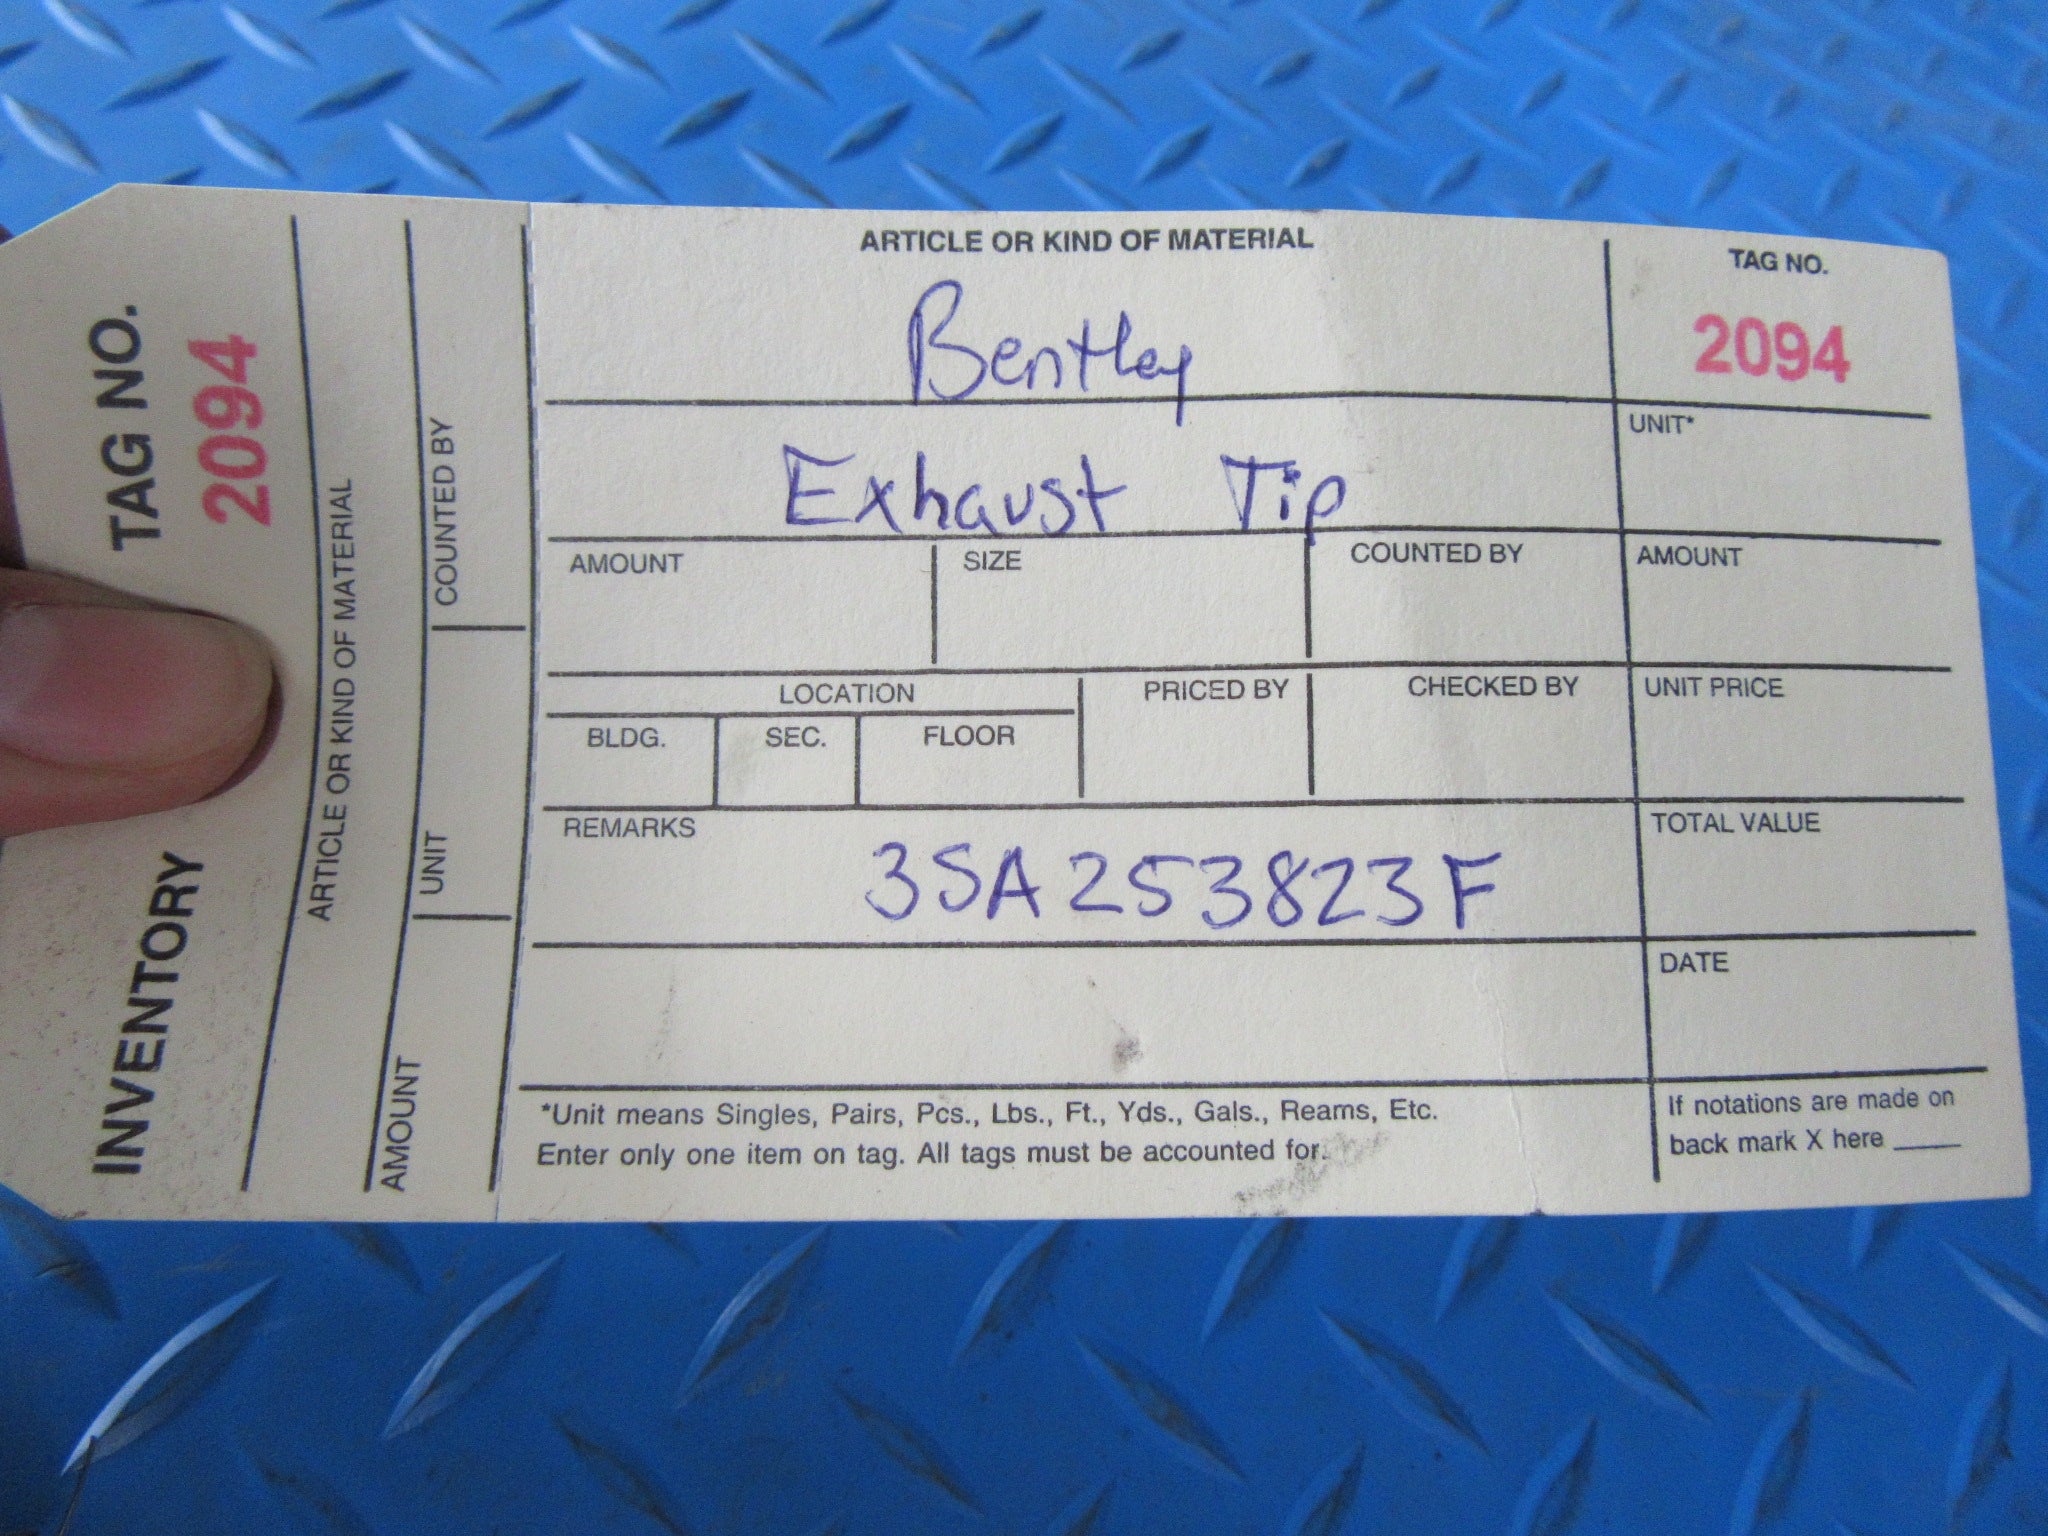 INVENTORY TAG NO. 2094
ARTICLE OR KIND OF MATERIAL
AMOUNT UNIT COUNTED BY
ARTICLE OR KIND OF MATERIAL
Bentley
TAG NO.
2094
Exhaust Tip
UNIT*
AMOUNT SIZE COUNTED BY AMOUNT
LOCATION PRICED BY CHECKED BY UNIT PRICE
BLDG. SEC. FLOOR
REMARKS
3SA253823F
TOTAL VALUE
DATE
*Unit means Singles, Pairs, Pcs., Lbs., Ft., Yds., Gals., Reams, Etc.
Enter only one item on tag. All tags must be accounted for.
If notations are made on
back mark X here ____